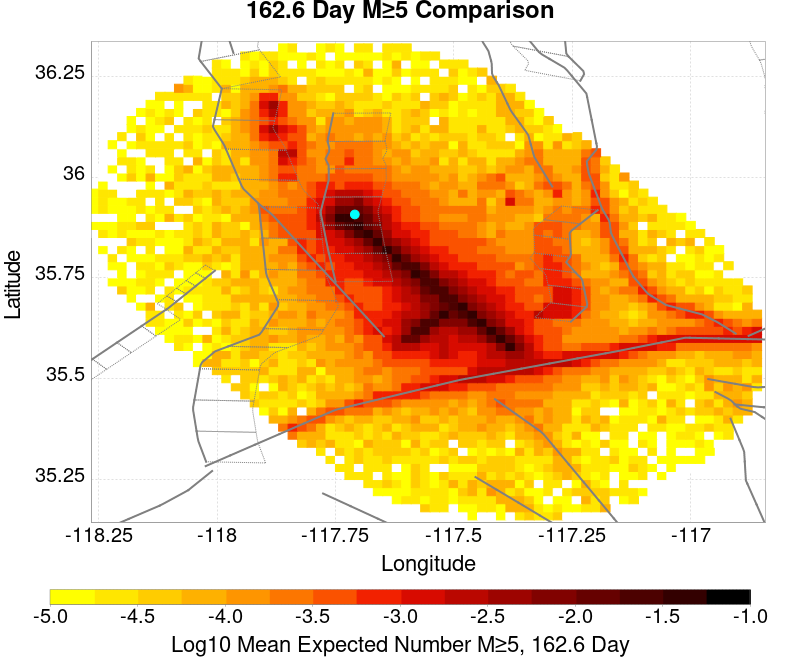 162.6 Day M≥5 Comparison
36.25
36
35.75
35.5
35.25
Latitude
-118.25 -118 -117.75 -117.5 -117.25 -117
Longitude
-5.0 -4.5 -4.0 -3.5 -3.0 -2.5 -2.0 -1.5 -1.0
Log10 Mean Expected Number M≥5, 162.6 Day